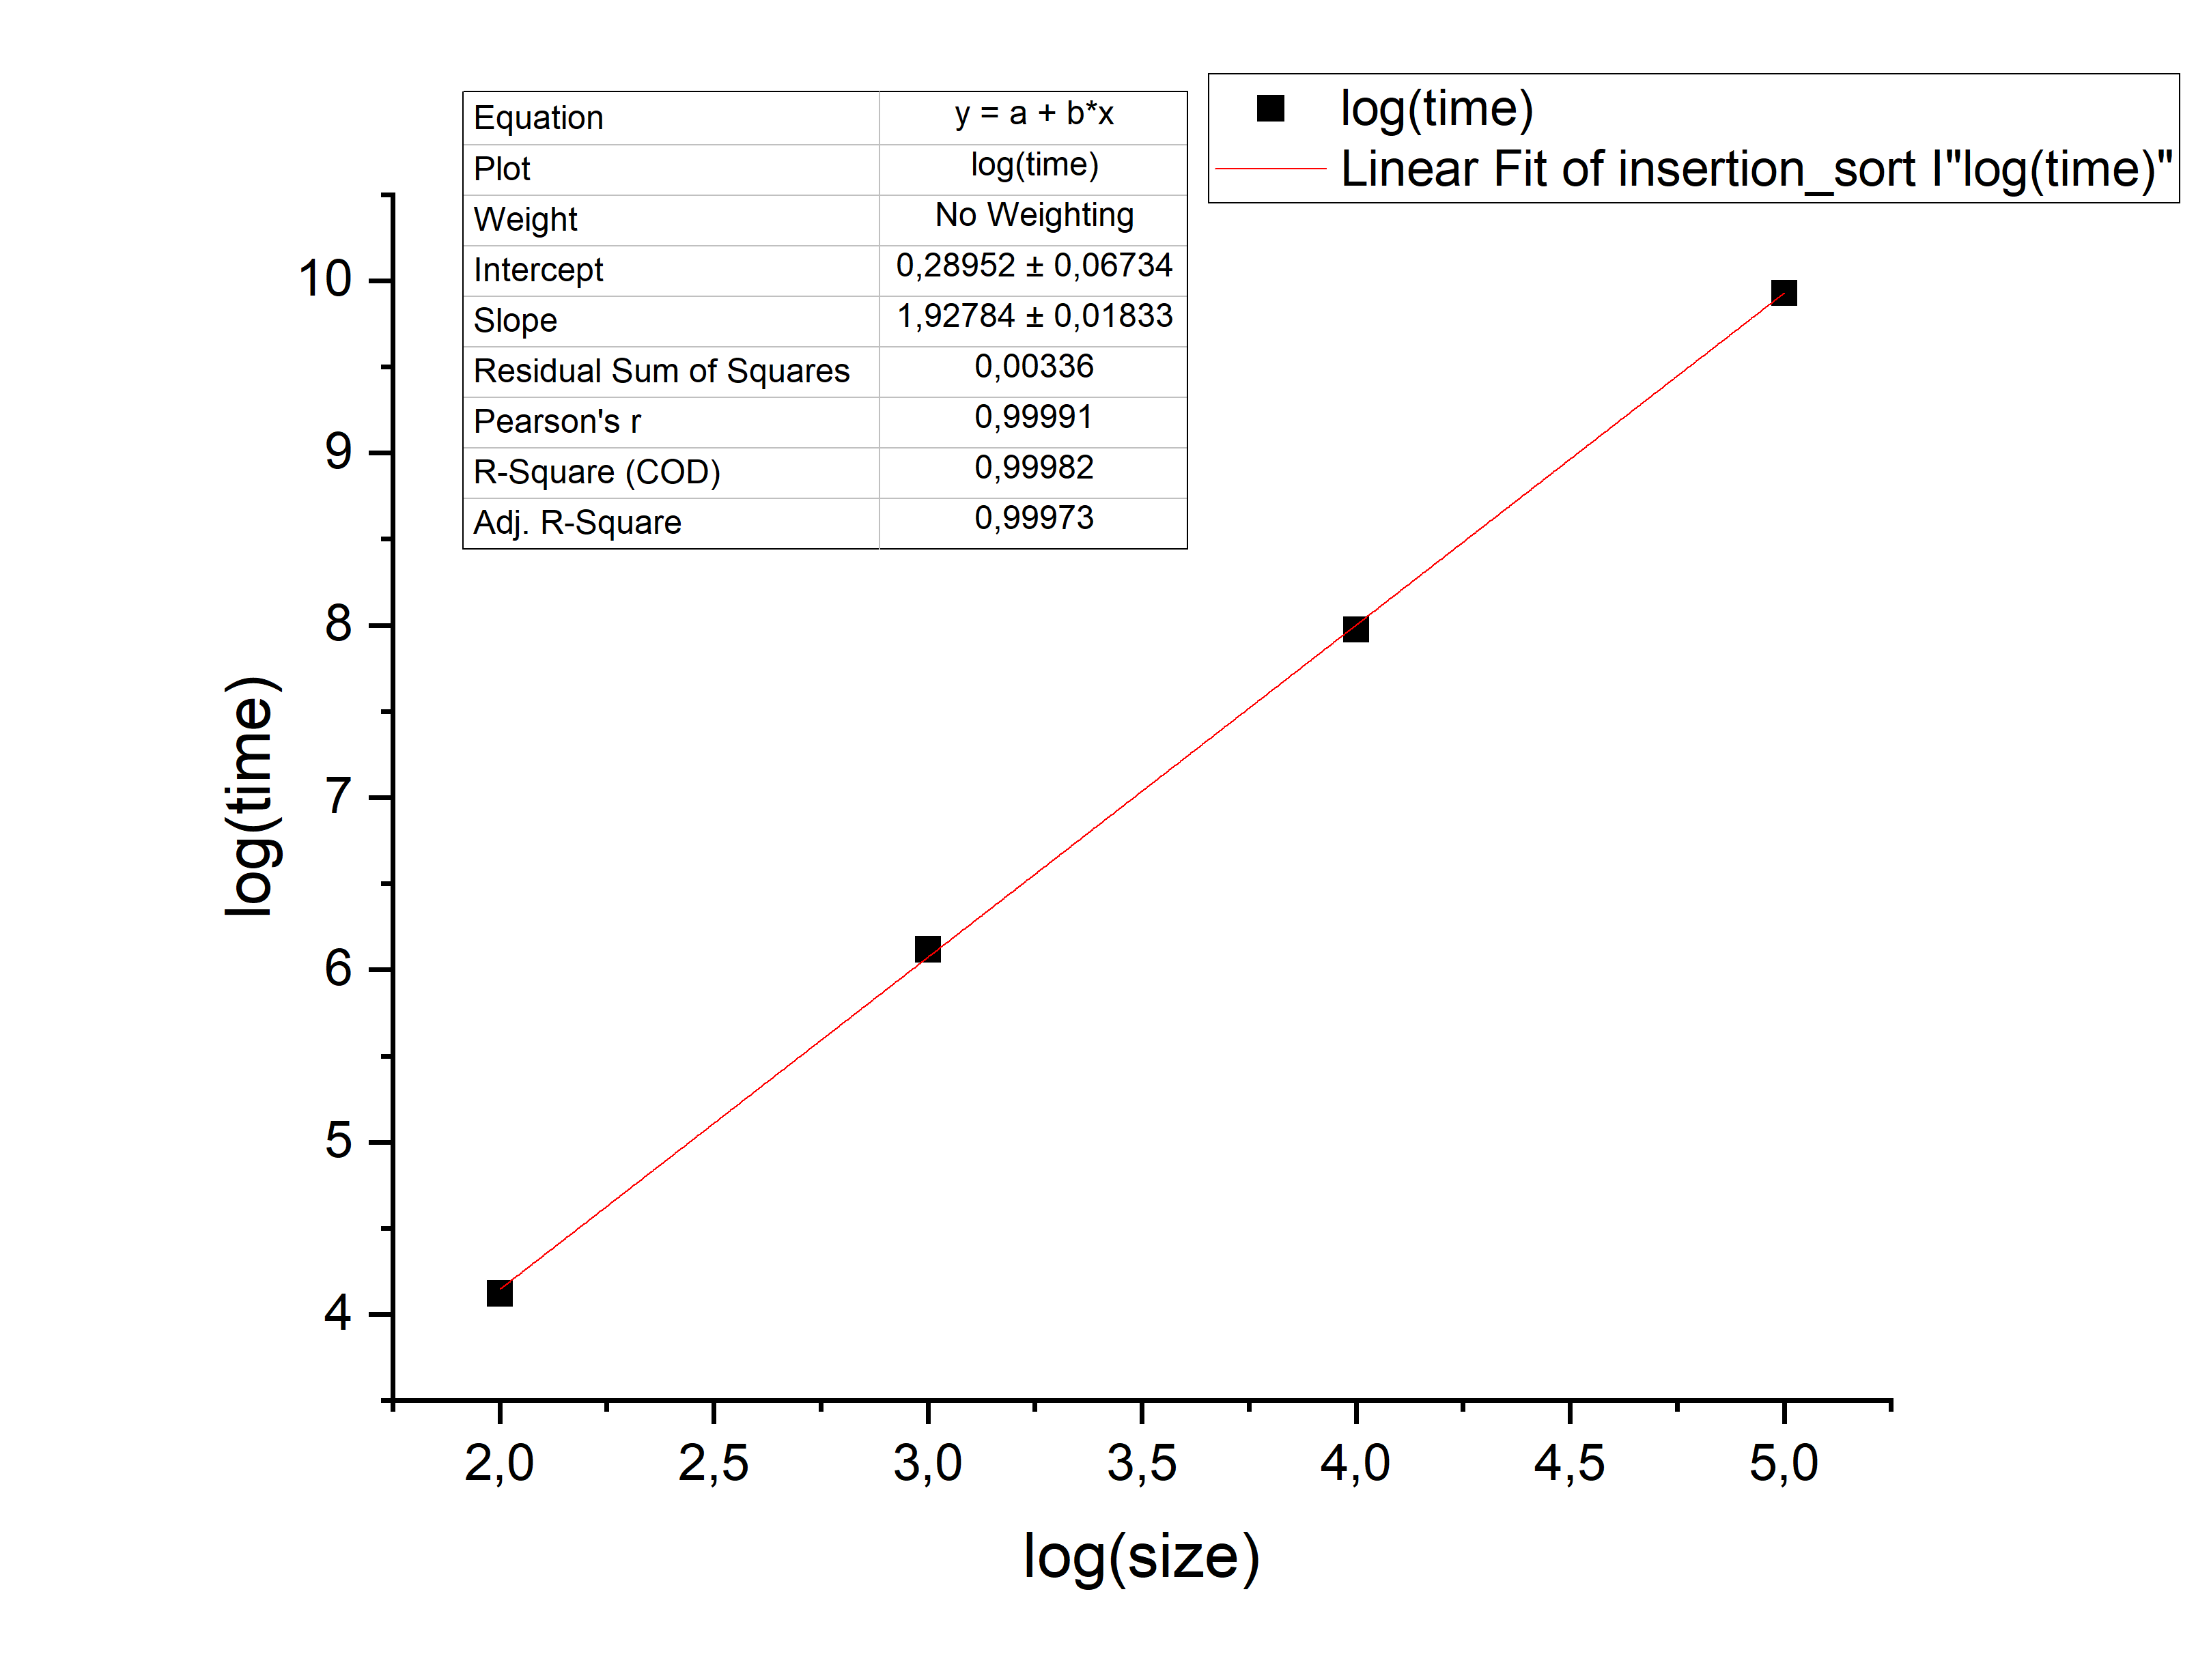 Equation y = a + b*x
Plot log(time)
Weight No Weighting
Intercept 0,28952 ± 0,06734
Slope 1,92784 ± 0,01833
Residual Sum of Squares 0,00336
Pearson's r 0,99991
R-Square (COD) 0,99982
Adj. R-Square 0,99973
log(time)
Linear Fit of insertion_sort I"log(time)"
10
9
8
7
6
5
4
log(time)
2,0 2,5 3,0 3,5 4,0 4,5 5,0
log(size)